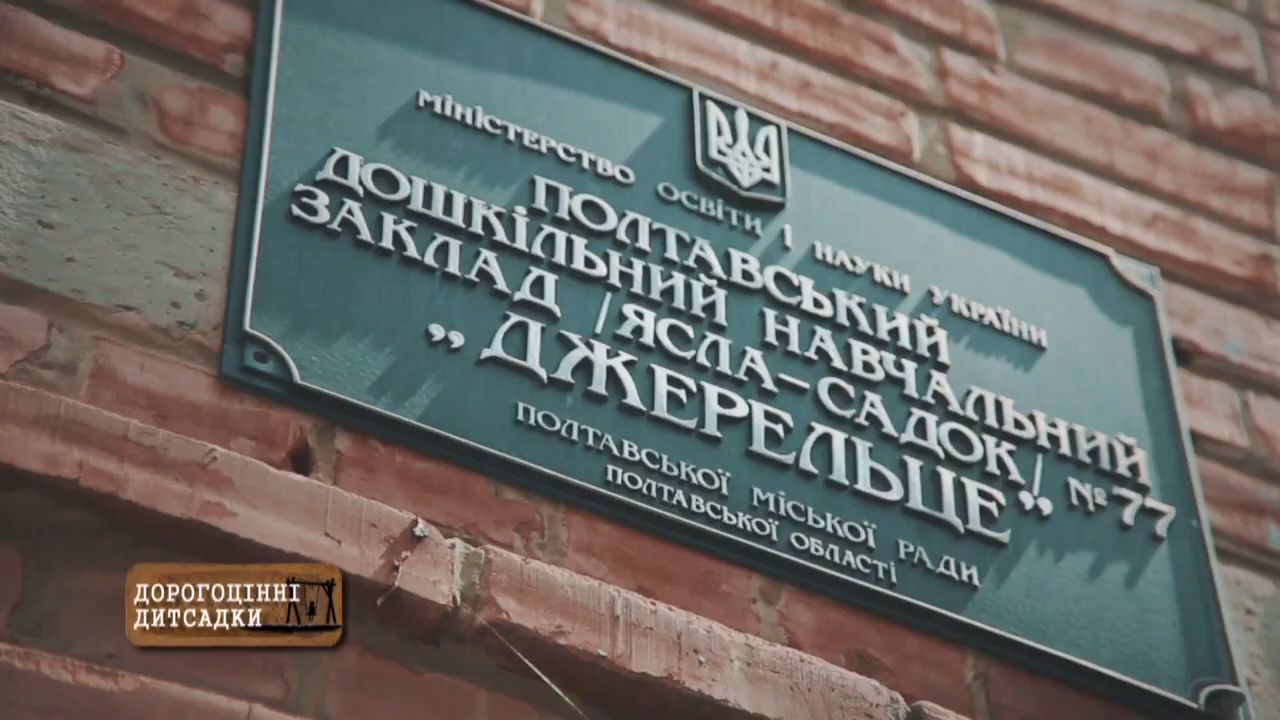 МІНІСТЕРСТВО ОСВІТИ І НАУКИ УКРАЇНИ
ПОЛТАВСЬКИЙ
ДОШКІЛЬНИЙ НАВЧАЛЬНИЙ
ЗАКЛАД /ЯСЛА-САДОК/ №77
„ДЖЕРЕЛЬЦЕ”
ПОЛТАВСЬКОЇ МІСЬКОЇ РАДИ
ПОЛТАВСЬКОЇ ОБЛАСТІ
ДОРОГОЦІННІ
ДИТСАДКИ